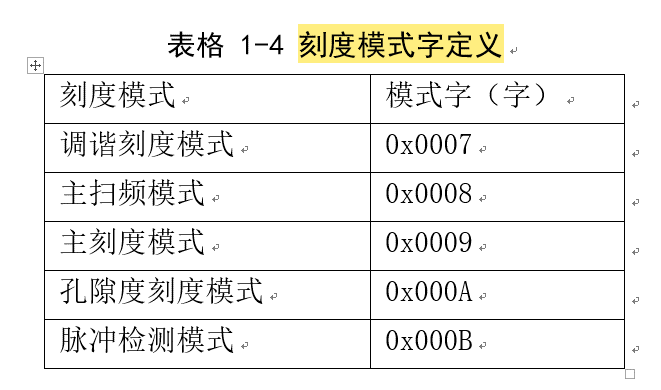 表格 1-4 刻度模式字定义
刻度模式 模式字（字）
调谐刻度模式 0x0007
主扫频模式 0x0008
主刻度模式 0x0009
孔隙度刻度模式 0x000A
脉冲检测模式 0x000B